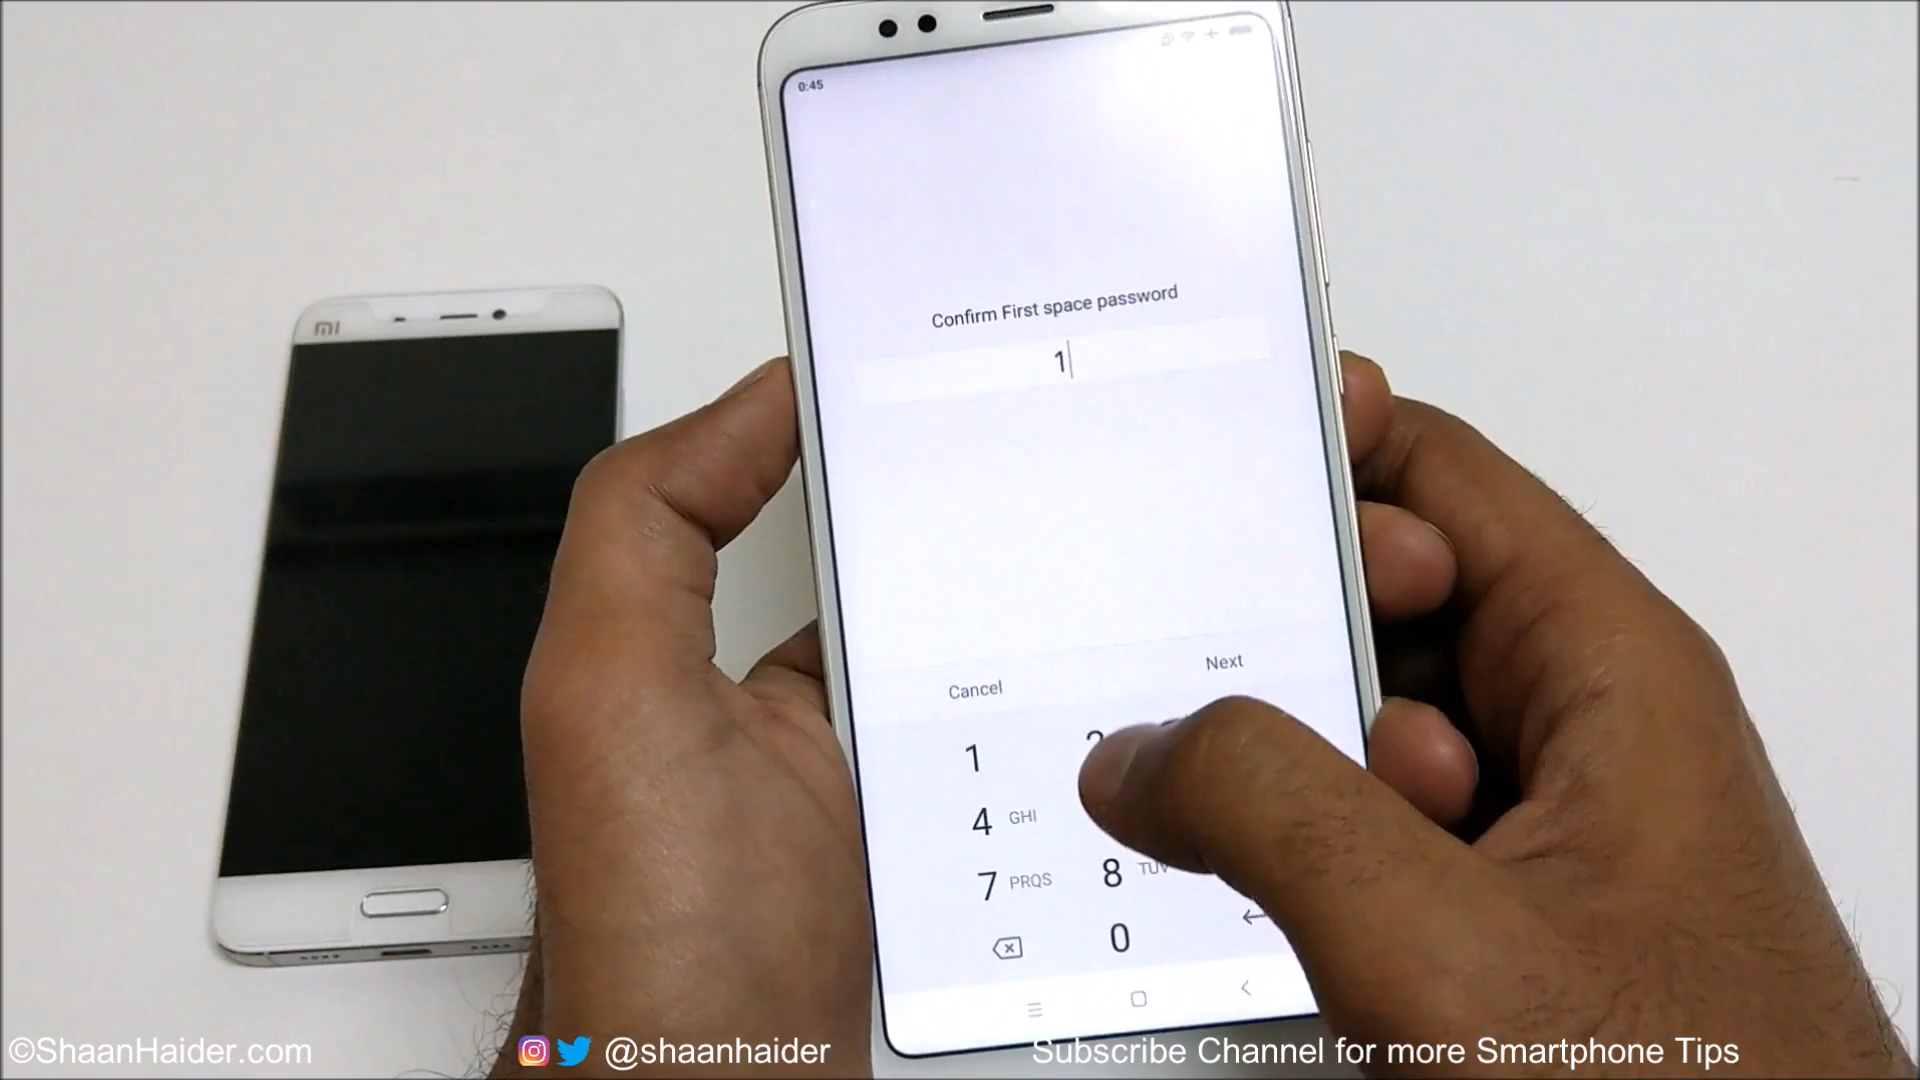 0:45
mi
Confirm First space password
1
Cancel
Next
1
4 GHI
7 PRQS
8
0
©ShaanHaider.com
@shaanhaider
Subscribe Channel for more Smartphone Tips